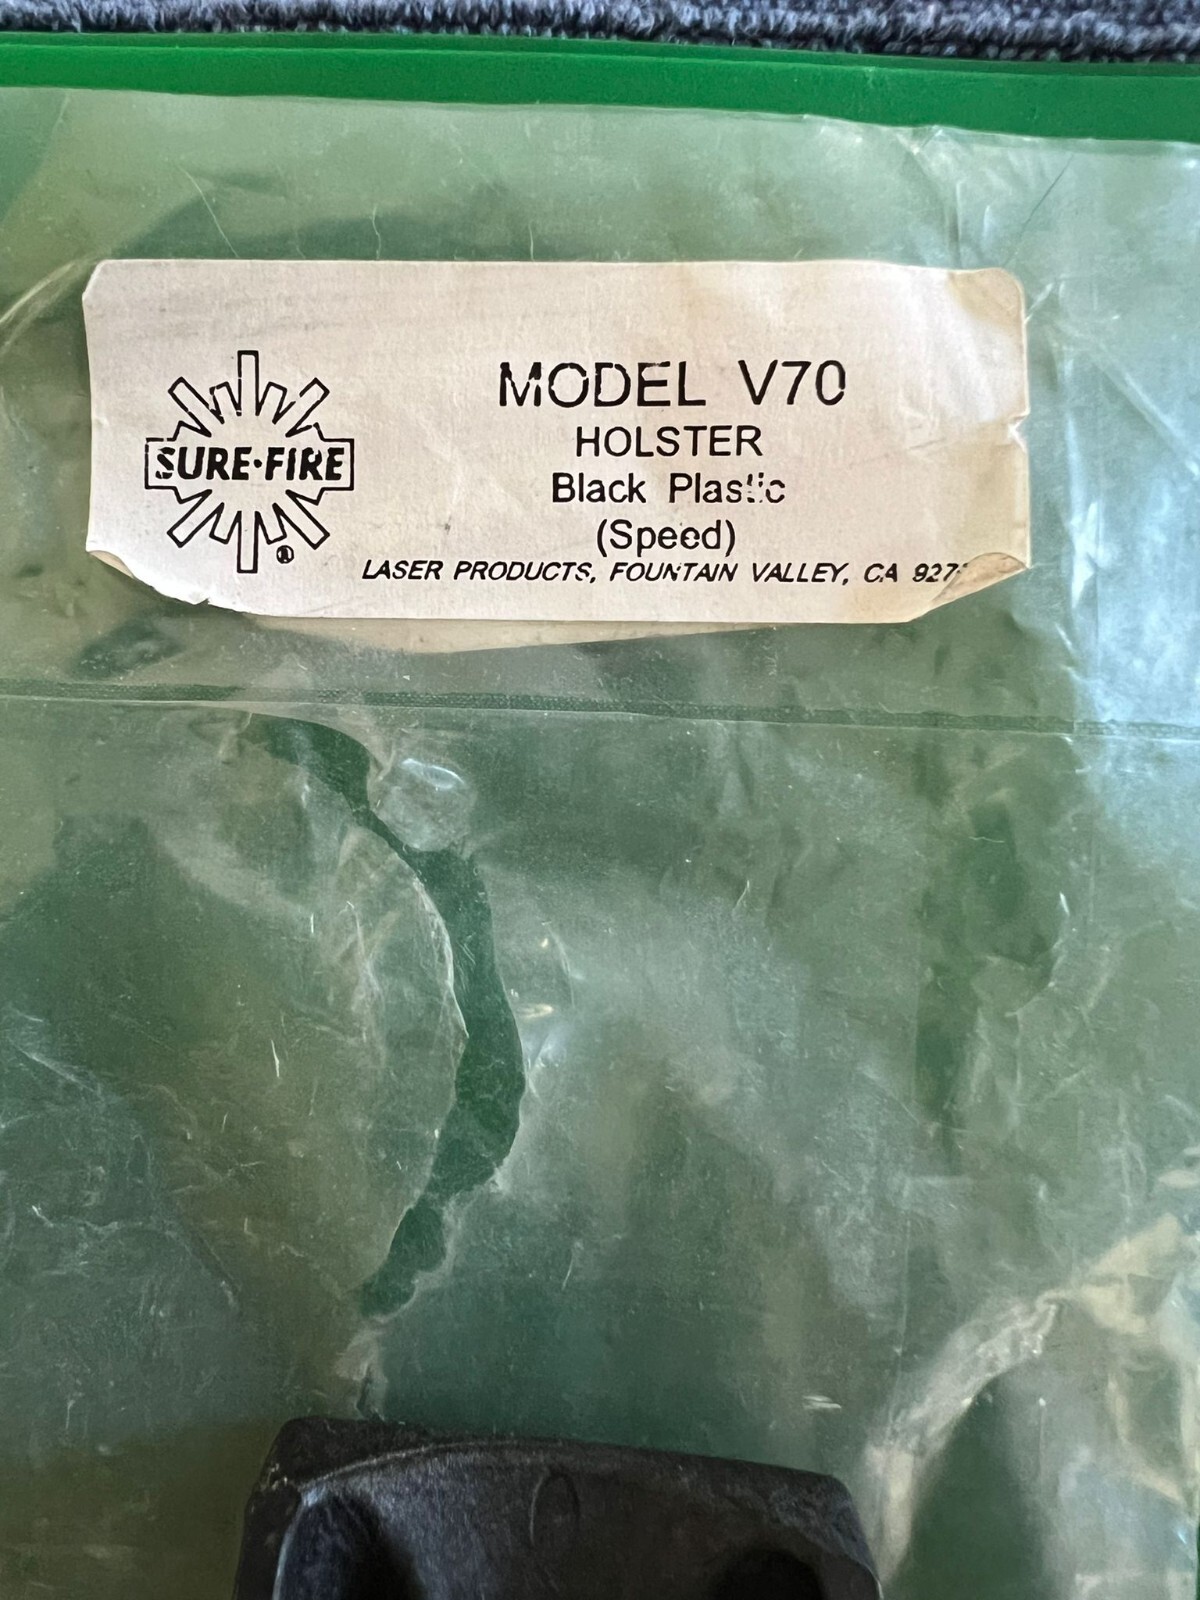 SURE·FIRE
®
MODEL V70
HOLSTER
Black Plastic
(Speed)
LASER PRODUCTS, FOUNTAIN VALLEY, CA